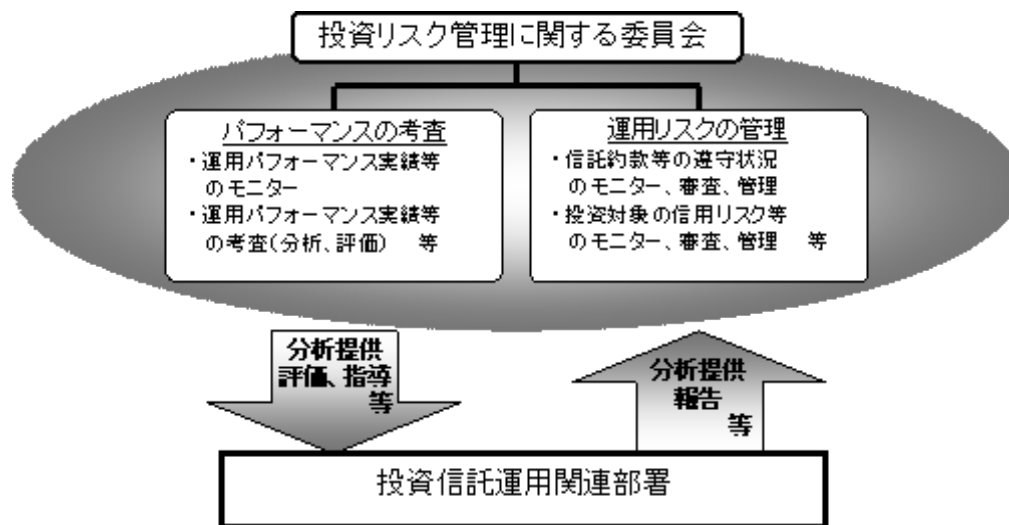 投資リスク管理に関する委員会
パフォーマンスの考査
・運用パフォーマンス実績等
のモニター
・運用パフォーマンス実績等
の考査(分析、評価) 等
運用リスクの管理
・信託約款等の遵守状況
のモニター、審査、管理
・投資対象の信用リスク等
のモニター、審査、管理 等
分析提供
評価、指導
等
分析提供
報告
等
投資信託運用関連部署